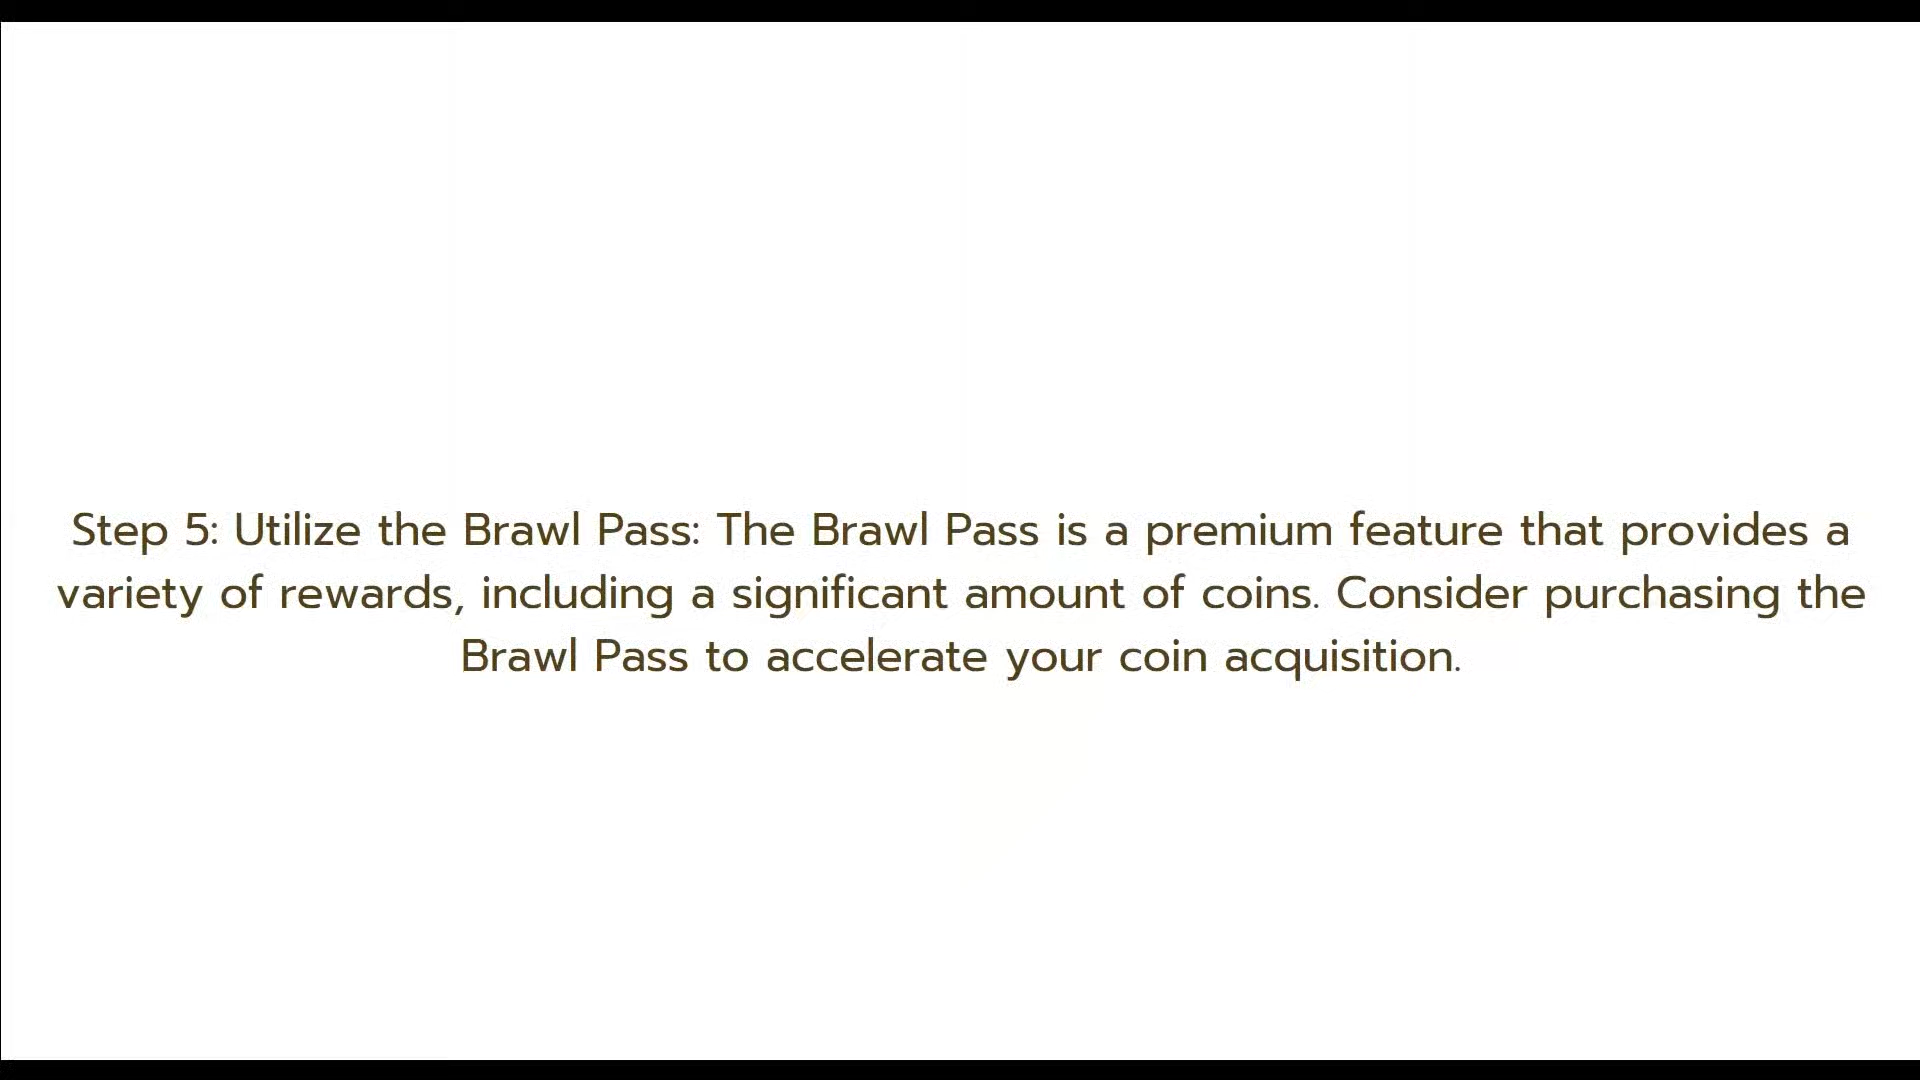 Step 5: Utilize the Brawl Pass: The Brawl Pass is a premium feature that provides a
variety of rewards, including a significant amount of coins. Consider purchasing the
Brawl Pass to accelerate your coin acquisition.